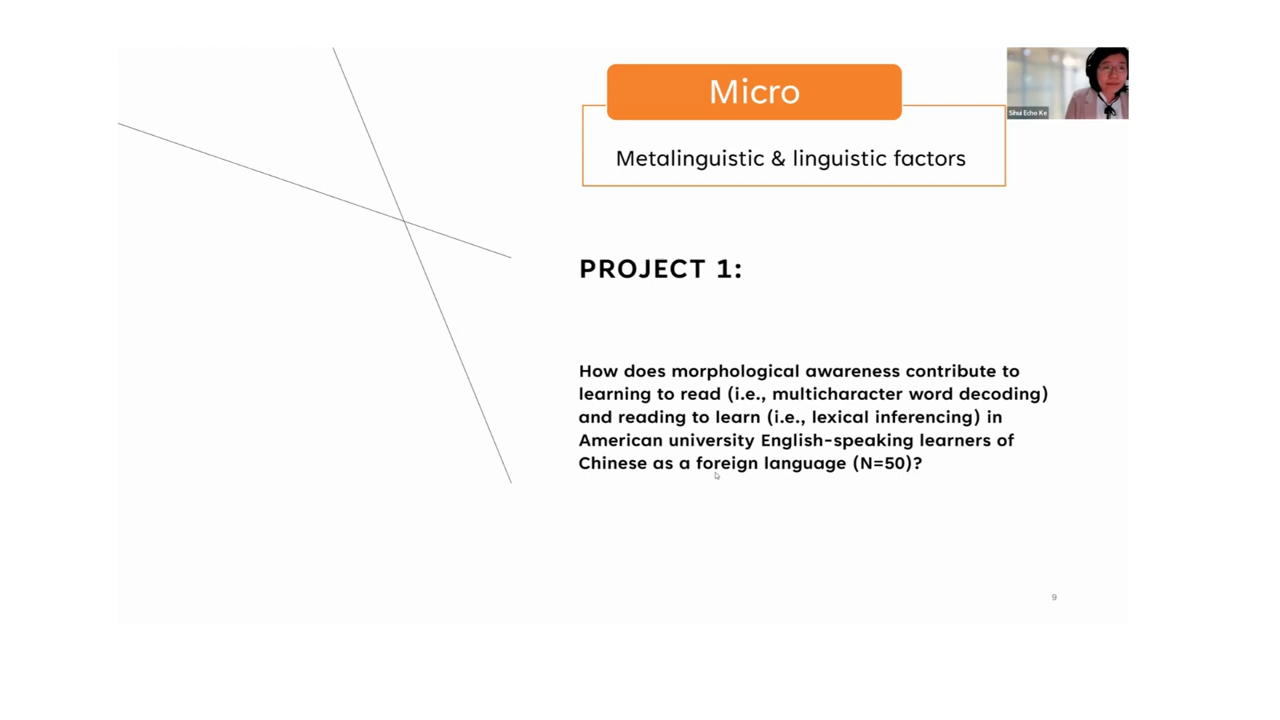 Micro
Sihui Echo Ke
Metalinguistic & linguistic factors
PROJECT 1:
How does morphological awareness contribute to
learning to read (i.e., multicharacter word decoding)
and reading to learn (i.e., lexical inferencing) in
American university English-speaking learners of
Chinese as a foreign language (N=50)?
9